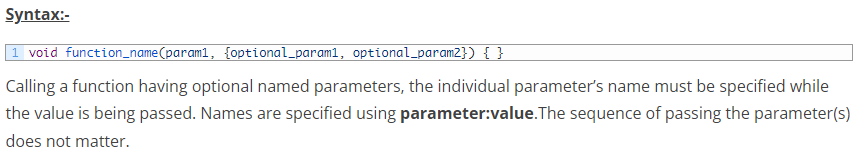 Syntax:-
1 void function_name(param1, {optional_param1, optional_param2}) { }
Calling a function having optional named parameters, the individual parameter’s name must be specified while
the value is being passed. Names are specified using parameter:value.The sequence of passing the parameter(s)
does not matter.